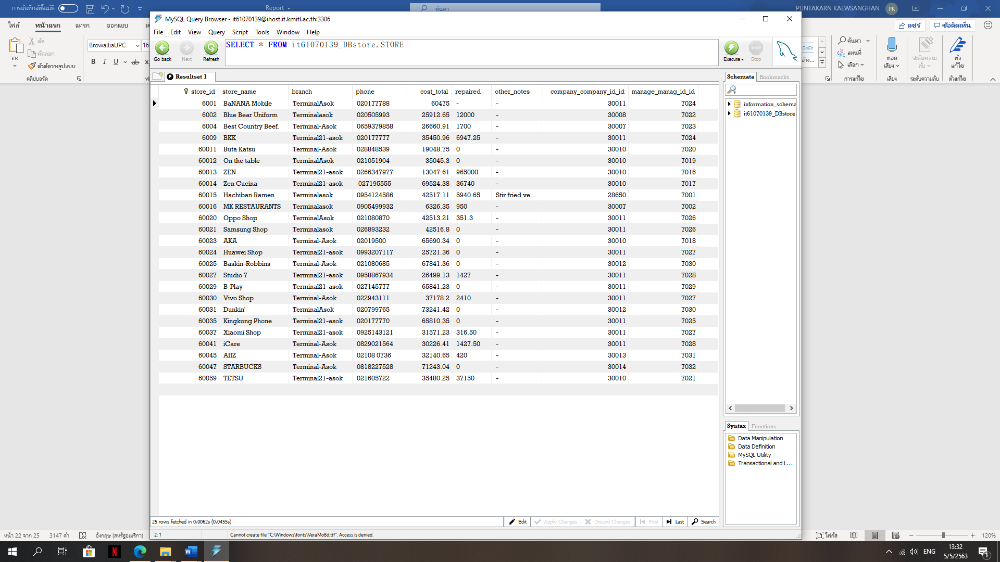 การบันทึกอัตโนมัติ
Report
ค้นหา
PUNTAKARN KAEWSANGHAN
PK
ไฟล์ หน้าแรก แทรก ออกแบบ
แชร์ ข้อคิดเห็น
วาง
ตัด
คัดลอก
ตัวคัดวางรูปแบบ
คลิปบอร์ด
BrowalliaUPC 16
B I U ab
ค้นหา
แทนที่
เลือก
การแก้ไข
ถอด
เสียง
เสียง
ระดับความ
ลับ
ระดับความลับ
ตัว
แก้ไข
ตัวแก้ไข
MySQL Query Browser - it61070139@ihost.it.kmitl.ac.th:3306
File Edit View Query Script Tools Window Help
Go back Next Refresh
SELECT * FROM it61070139_DBstore.STORE
Execute Stop
STOP
Resultset 1
store_id store_name branch phone cost_total repaired other_notes company_company_id_id manage_manag_id_id
6001 BaNANA Mobile TerminalAsok 020177788 60475 - - 30011 7024
6002 Blue Bear Uniform Terminalasok 020505993 25912.65 12000 - 30008 7022
6004 Best Country Beef. Terminal-Asok 0659379858 26660.91 1700 - 30007 7023
6009 BKK Terminal21-asok 020177777 35450.96 6947.25 - 30011 7024
60011 Buta Katsu Terminal-Asok 028848539 19048.75 0 - 30010 7020
60012 On the table TerminalAsok 021051904 35045.3 0 - 30010 7019
60013 ZEN Terminal21-asok 0266347977 13047.61 965000 - 30010 7016
60014 Zen Cucina Terminal21-asok 027195555 69524.38 36740 - 30010 7017
60015 Hachiban Ramen Terminalasok 0954124586 42517.11 5940.65 Stir fried ve... 28650 7001
60016 MK RESTAURANTS Terminalasok 0905499932 6326.35 950 - 30007 7002
60020 Oppo Shop TerminalAsok 021080870 42513.21 351.3 - 30011 7026
60021 Samsung Shop Terminalasok 026893232 42516.8 0 - 30011 7026
60023 AKA Terminal-Asok 02019500 65690.34 0 - 30010 7018
60024 Huawei Shop Terminal21-asok 0993207117 25721.36 0 - 30011 7027
60025 Baskin-Robbins Terminal21-asok 021080685 67841.36 0 - 30012 7030
60027 Studio 7 Terminal21-asok 0958867934 26499.13 1427 - 30011 7028
60029 B-Play Terminal21-asok 027145777 65841.23 0 - 30011 7029
60030 Vivo Shop Terminal-Asok 022943111 37178.2 2410 - 30011 7027
60031 Dunkin' TerminalAsok 020799765 73241.42 0 - 30012 7030
60035 Kingkong Phone Terminal21-asok 020177770 65810.35 0 - 30011 7025
60037 Xiaomi Shop Terminal21-asok 0925143121 31571.23 316.50 - 30011 7027
60041 iCare Terminal-Asok 0829021564 30226.41 1427.50 - 30011 7028
60045 AIIZ Terminal-Asok 02108 0736 32140.65 420 - 30013 7031
60047 STARBUCKS Terminal-Asok 0818227528 71243.04 0 - 30014 7032
60059 TETSU Terminal21-asok 021605722 35480.25 37150 - 30010 7021
Schemata Bookmarks
information_schema
it61070139_DBstore
Syntax Functions
Data Manipulation
Data Definition
MySQL Utility
Transactional and L...
25 rows fetched in 0.0062s (0.0455s)
Edit Apply Changes Discard Changes First Last Search
2: 1
Cannot create file "C:\Windows\fonts\VeraMoBd.ttf". Access is denied.
หน้า 22 จาก 25 3147 คำ อังกฤษ (สหรัฐอเมริกา)
โฟกัส
120%
ENG
13:32
5/5/2563
1